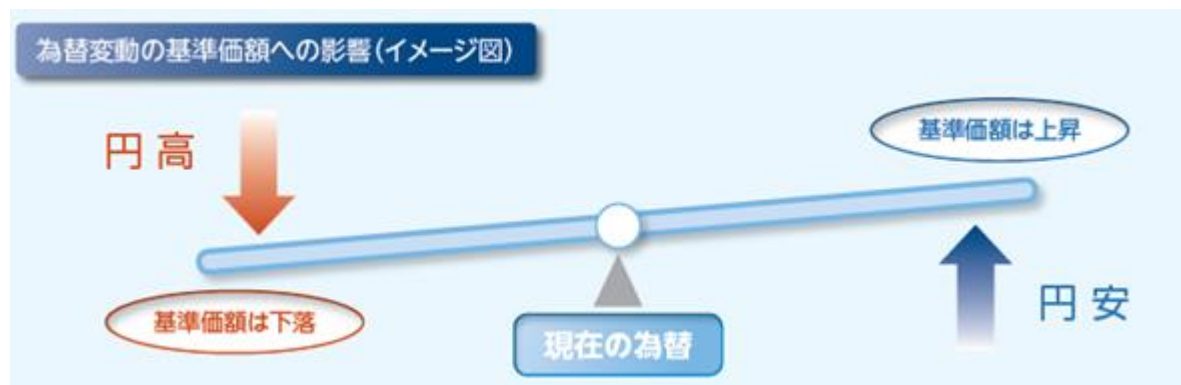 為替変動の基準価額への影響(イメージ図)
円高
基準価額は上昇
基準価額は下落
現在の為替
円安